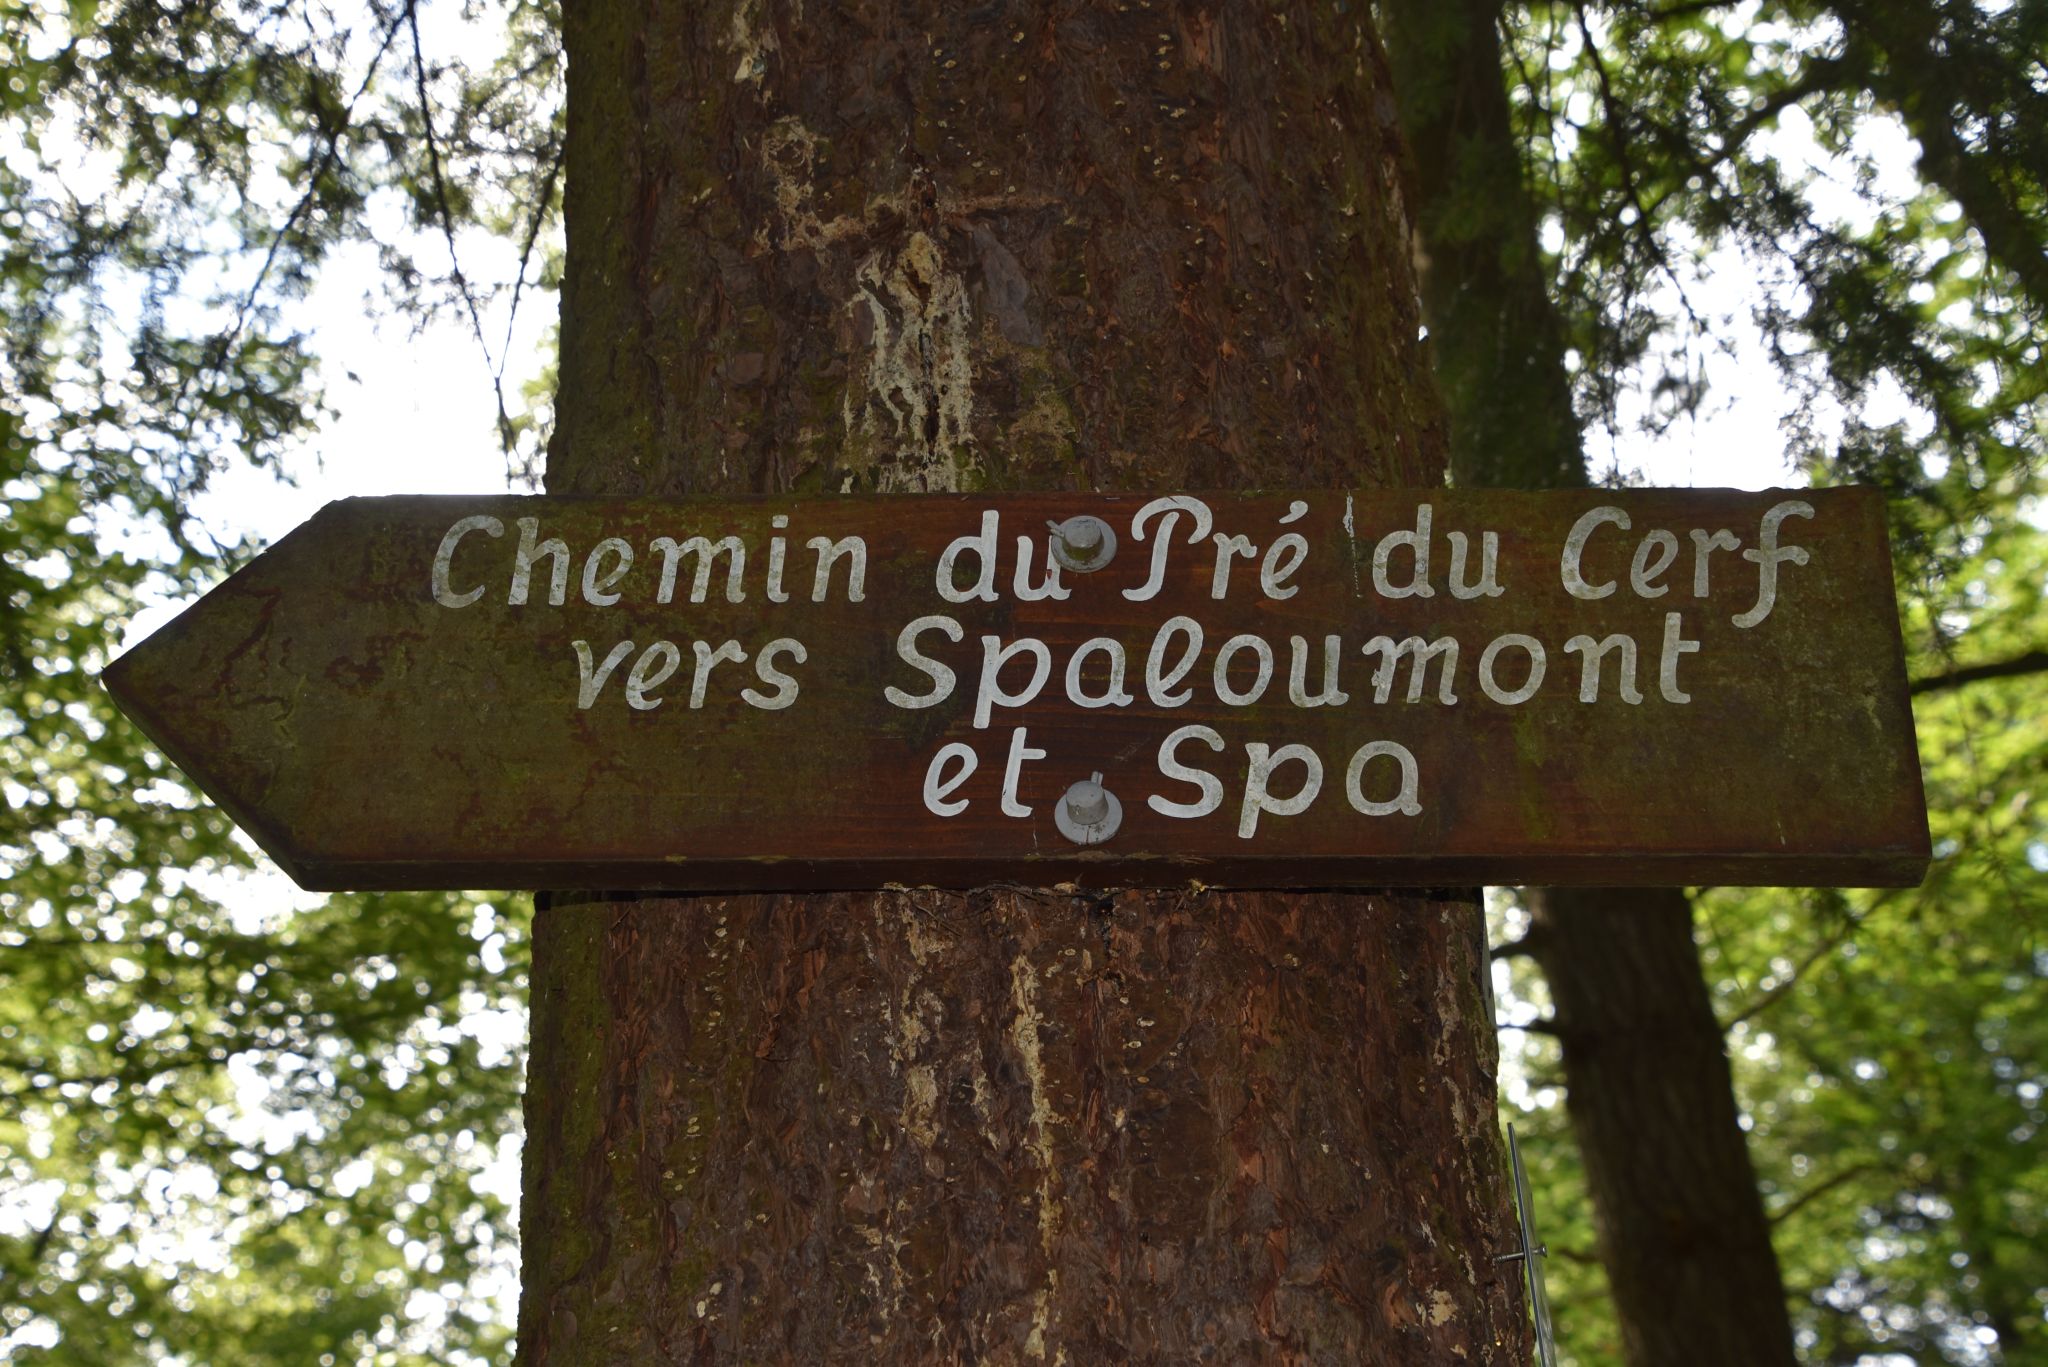 Chemin du Pré du Cerf
vers Spaloumont
et Spa